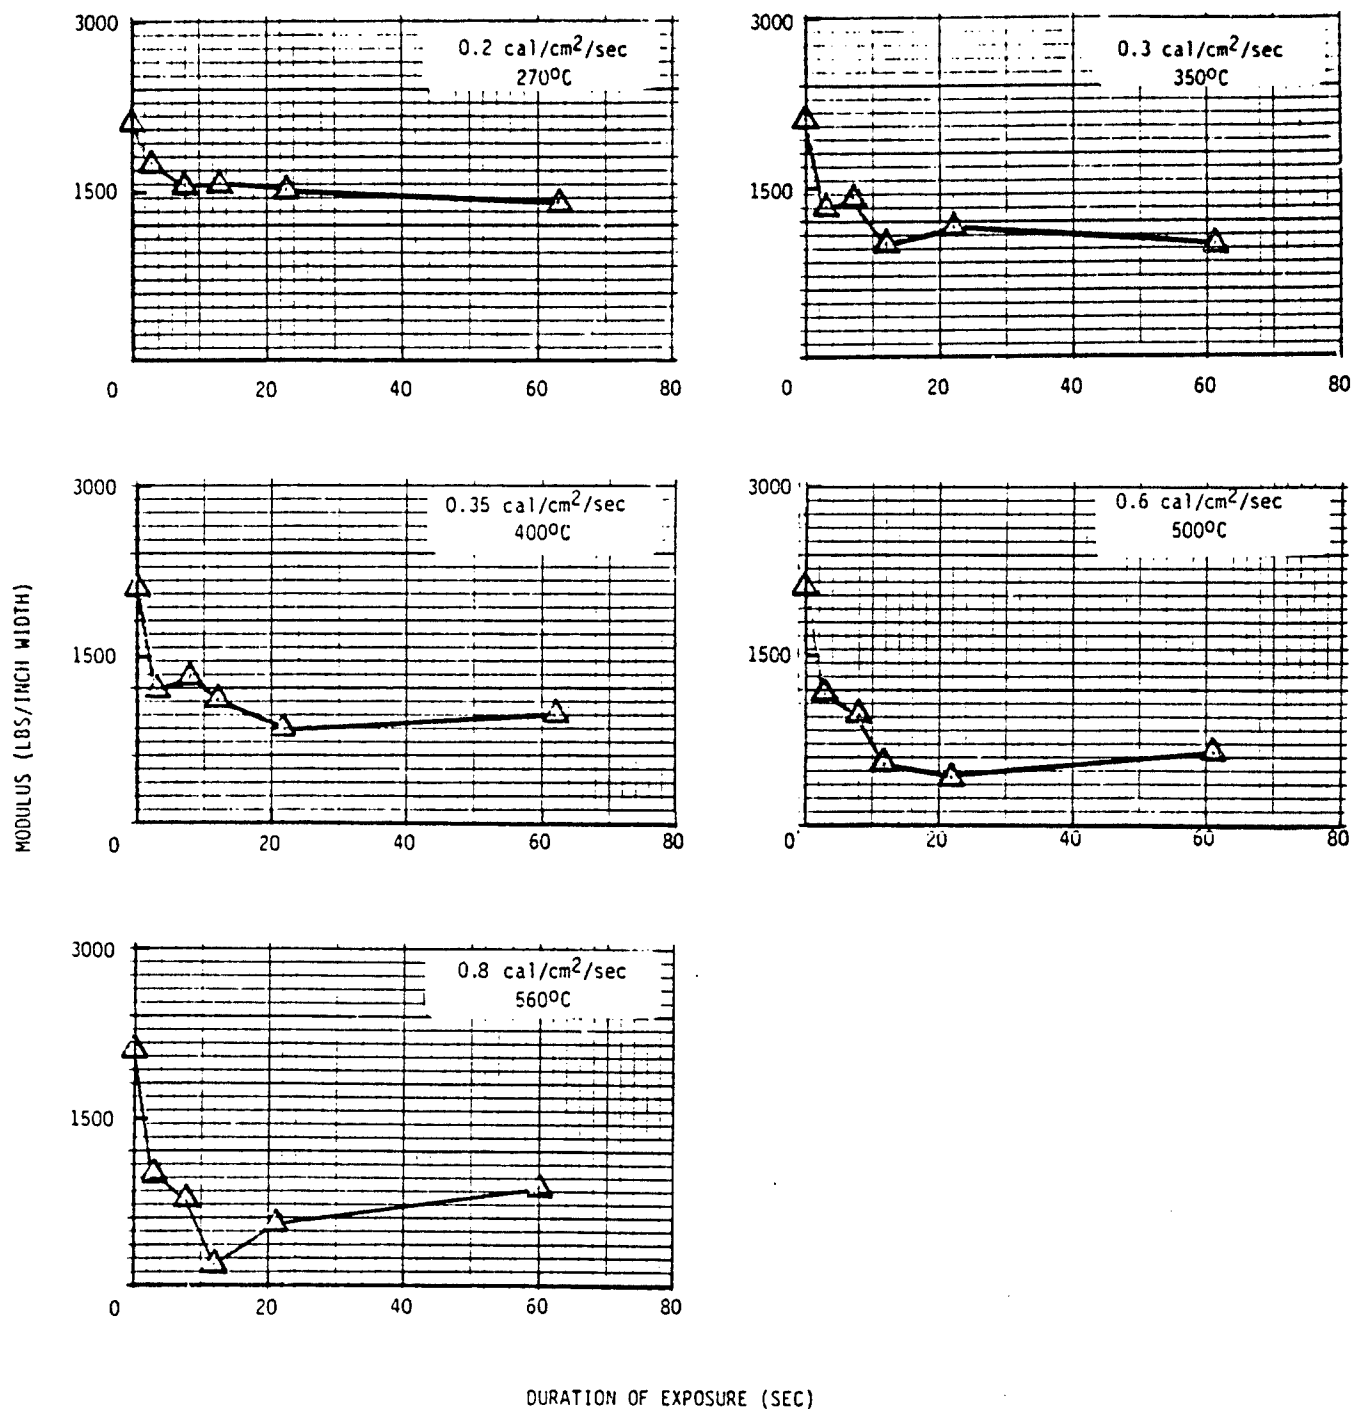 3000
0.2 cal/cm²/sec
270°C
1500
0 20 40 60 80
3000
0.3 cal/cm²/sec
350°C
1500
0 20 40 60 80
3000
0.35 cal/cm²/sec
400°C
1500
0 20 40 60 80
3000
0.6 cal/cm²/sec
500°C
1500
0 20 40 60 80
MODULUS (LBS/INCH WIDTH)
3000
0.8 cal/cm²/sec
560°C
1500
0 20 40 60 80
DURATION OF EXPOSURE (SEC)